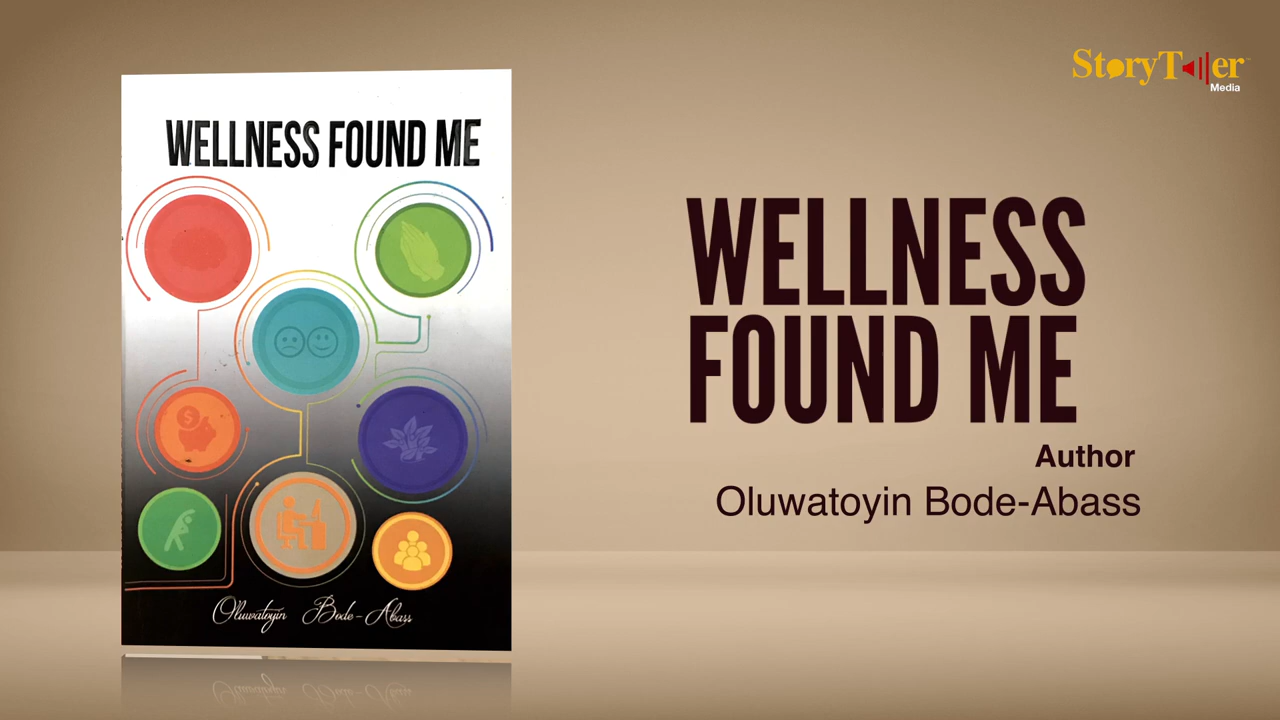 StoryTeller
Media
WELLNESS FOUND ME
$
Oluwatoyin Bode-Abass
WELLNESS
FOUND ME
Author
Oluwatoyin Bode-Abass